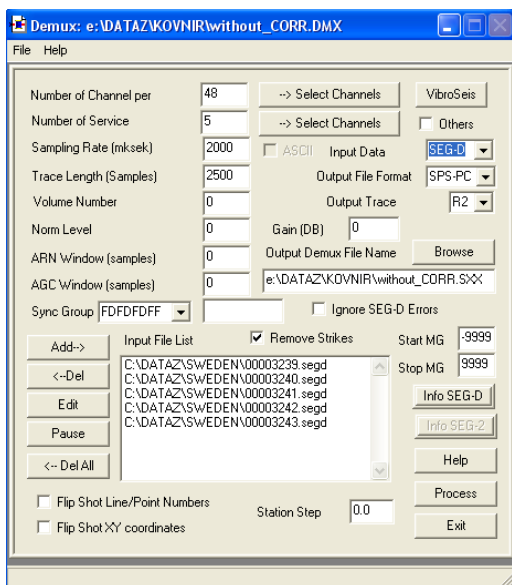 Demux: e:\DATAZ\KOVNIR\without_CORR.DMX
File Help
Number of Channel per 48 --> Select Channels VibroSeis
Number of Service 5 --> Select Channels Others
Sampling Rate (mksek) 2000 ASCII Input Data SEG-D
Trace Length (Samples) 2500 Output File Format SPS-PC
Volume Number 0 Output Trace R2
Norm Level 0 Gain (DB) 0
ARN Window (samples) 0 Output Demux File Name Browse
AGC Window (samples) 0 e:\DATAZ\KOVNIR\without_CORR.SXX
Sync Group FDFDFDFF Ignore SEG-D Errors
Add--> Input File List Remove Strikes Start MG -9999
<--Del Stop MG 9999
C:\DATAZ\SWEDEN\00003239.segd
C:\DATAZ\SWEDEN\00003240.segd
C:\DATAZ\SWEDEN\00003241.segd
C:\DATAZ\SWEDEN\00003242.segd
C:\DATAZ\SWEDEN\00003243.segd
Edit Info SEG-D
Pause Info SEG-2
<-- Del All Help
Flip Shot Line/Point Numbers Station Step 0.0 Process
Flip Shot XY coordinates Exit